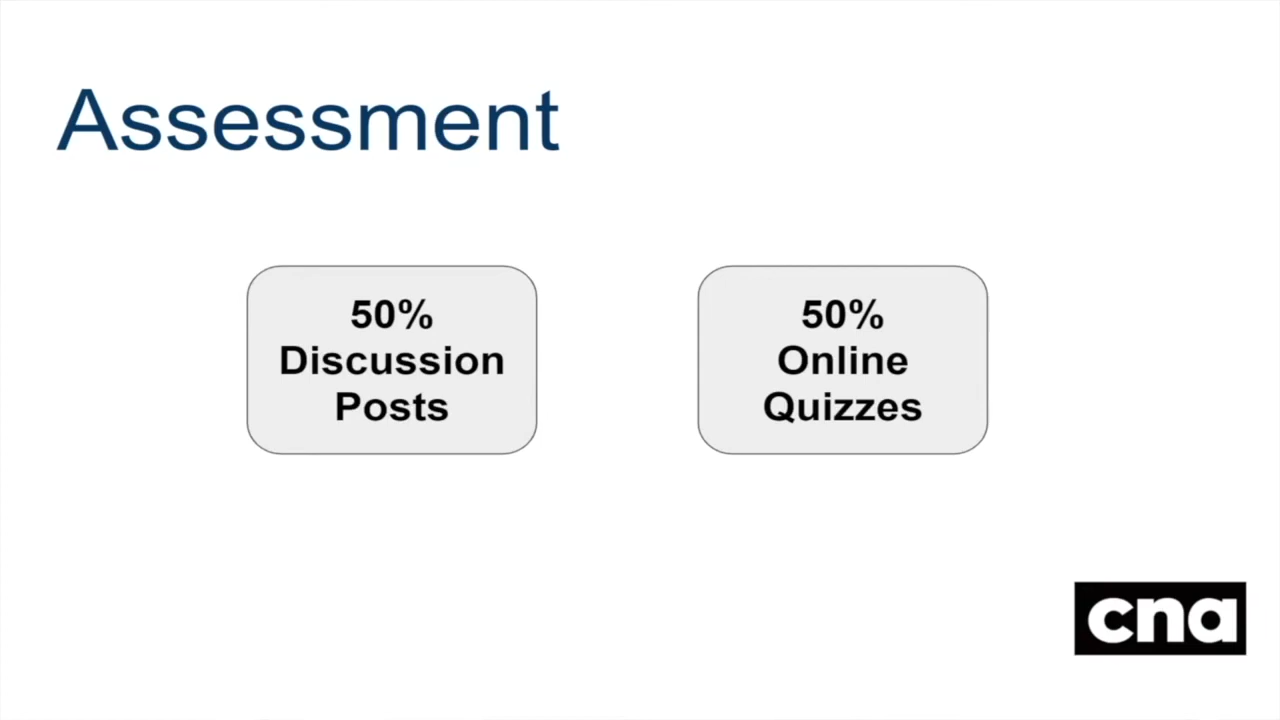 Assessment
50%
Discussion
Posts
50%
Online
Quizzes
cna